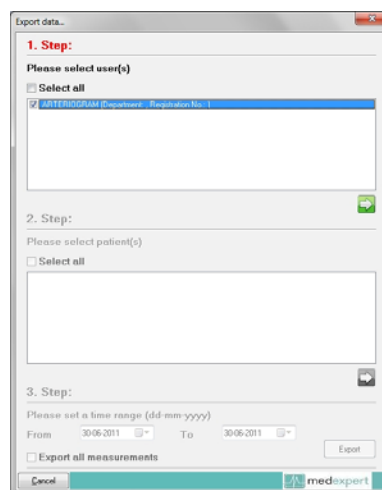 Export data...
1. Step:
Please select user(s)
Select all
ARTERIOGRAM (Department: , Registration No.: )
2. Step:
Please select patient(s)
Select all
3. Step:
Please set a time range (dd-mm-yyyy)
From 30-06-2011 To 30-06-2011
Export all measurements
Export
Cancel
medexpert